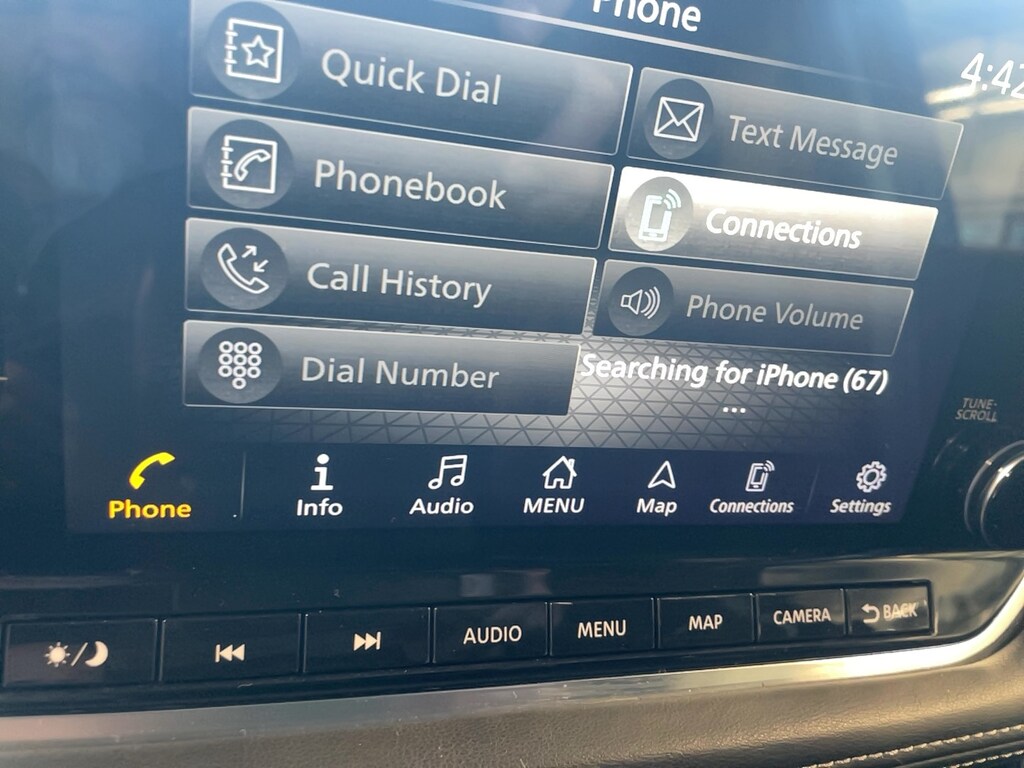 Phone
4:42
Quick Dial
Text Message
Phonebook
Connections
Call History
Phone Volume
Dial Number
Searching for iPhone (67)
...
TUNE-
SCROLL
Phone
Info
Audio
MENU
Map
Connections
Settings
AUDIO
MENU
MAP
CAMERA
BACK